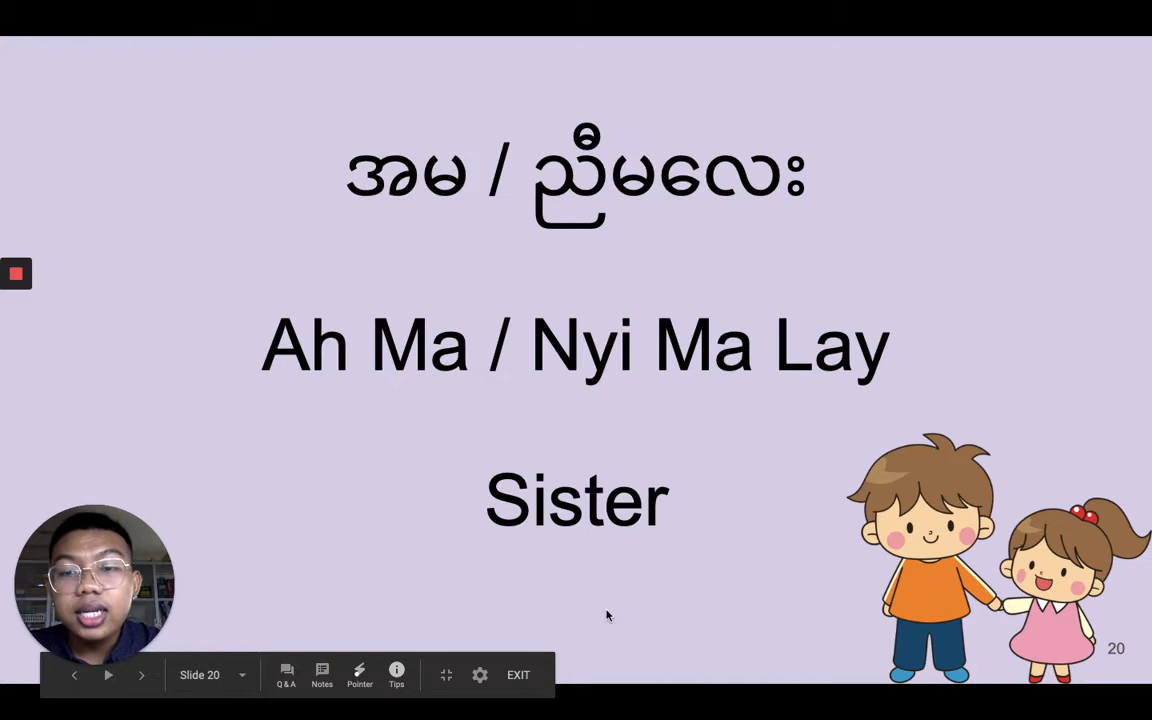 အမ / ညီမလေး
Ah Ma / Nyi Ma Lay
Sister
20
Slide 20
Q & A
Notes
Pointer
Tips
EXIT